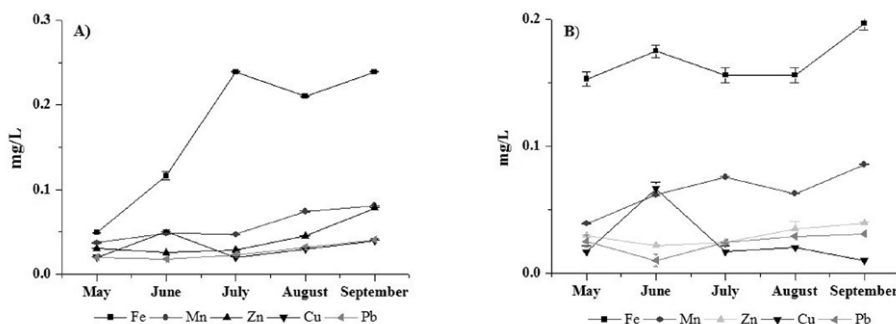 A)
mg/L
0.3
0.2
0.1
0.0
May June July August September
Fe Mn Zn Cu Pb
B)
mg/L
0.2
0.1
0.0
May June July August September
Fe Mn Zn Cu Pb